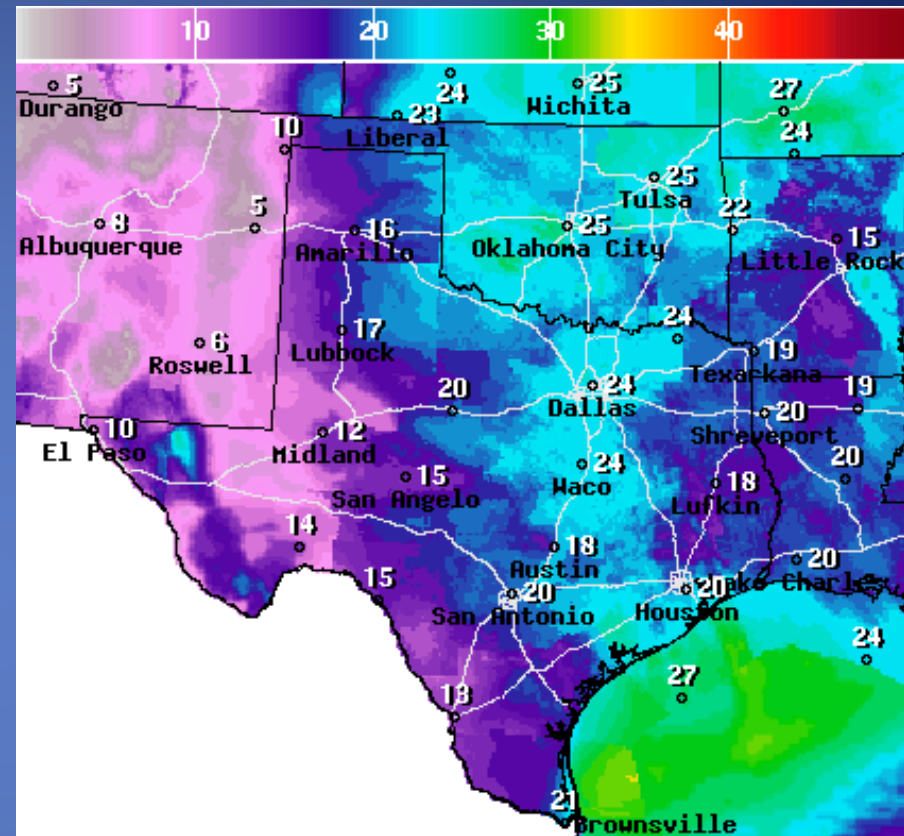 10 20 30 40
5 24 25 27
Durango 23 Wichita 24
Liberal
10
25
Tulsa
8 5 16 25 22 15
Albuquerque Amarillo Oklahoma City Little Rock
6 17 24
Roswell Lubbock 19
Texarkana
20 24 19
Dallas 20
10 12 Shreveport
El Paso Midland
15 24 18 20
San Angelo Waco Lufkin
14 18 20
Austin
15 20 20
San Antonio Houston
24
27
21
Brownsville